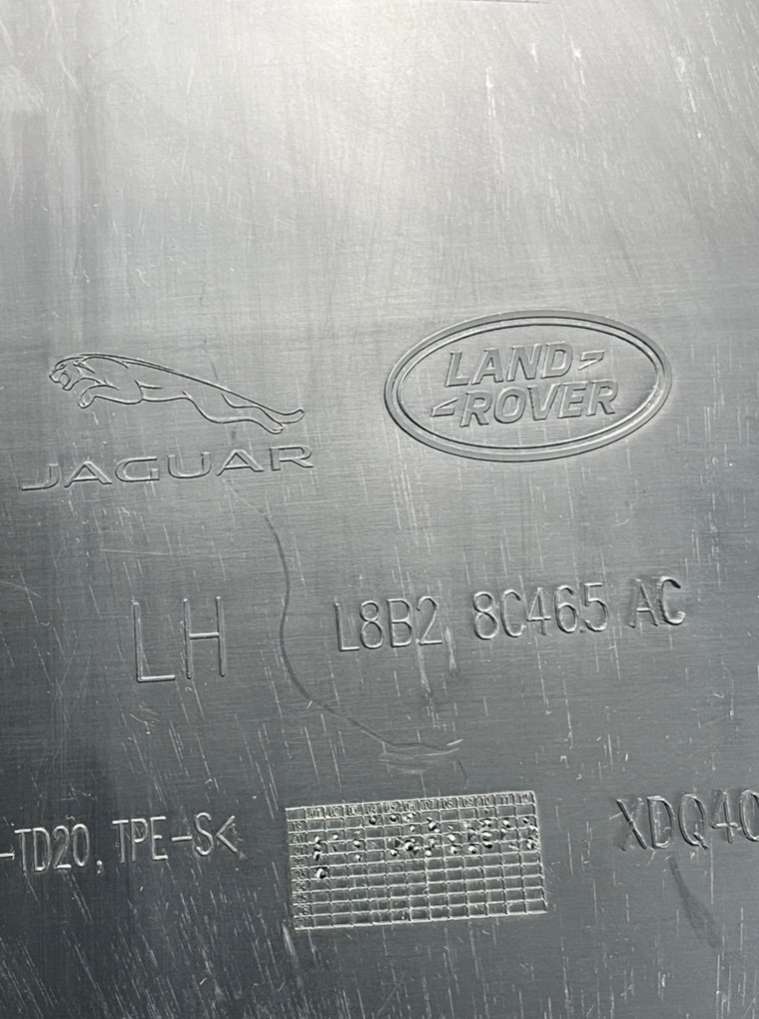 JAGUAR
LAND-
-ROVER
LH L8B2 8C465 AC
-TD20, TPE-S< XDQ40